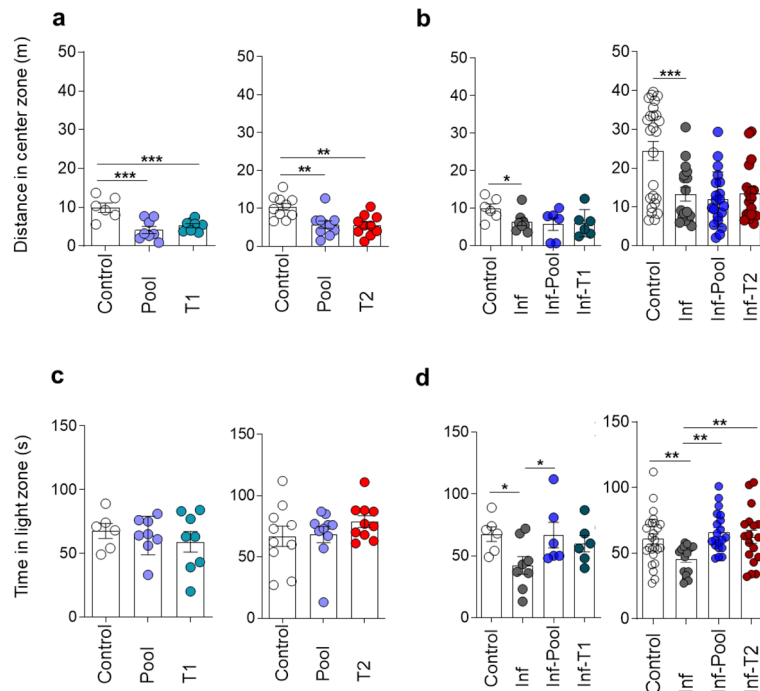 a
b
Distance in center zone (m)
50
40
30
20
10
0
***
***
Control
Pool
T1
50
40
30
20
10
0
**
**
Control
Pool
T2
50
40
30
20
10
0
*
Control
Inf
Inf-Pool
Inf-T1
50
40
30
20
10
0
***
Control
Inf
Inf-Pool
Inf-T2
c
d
Time in light zone (s)
150
100
50
0
Control
Pool
T1
150
100
50
0
Control
Pool
T2
150
100
50
0
*
*
Control
Inf
Inf-Pool
Inf-T1
150
100
50
0
**
**
**
Control
Inf
Inf-Pool
Inf-T2